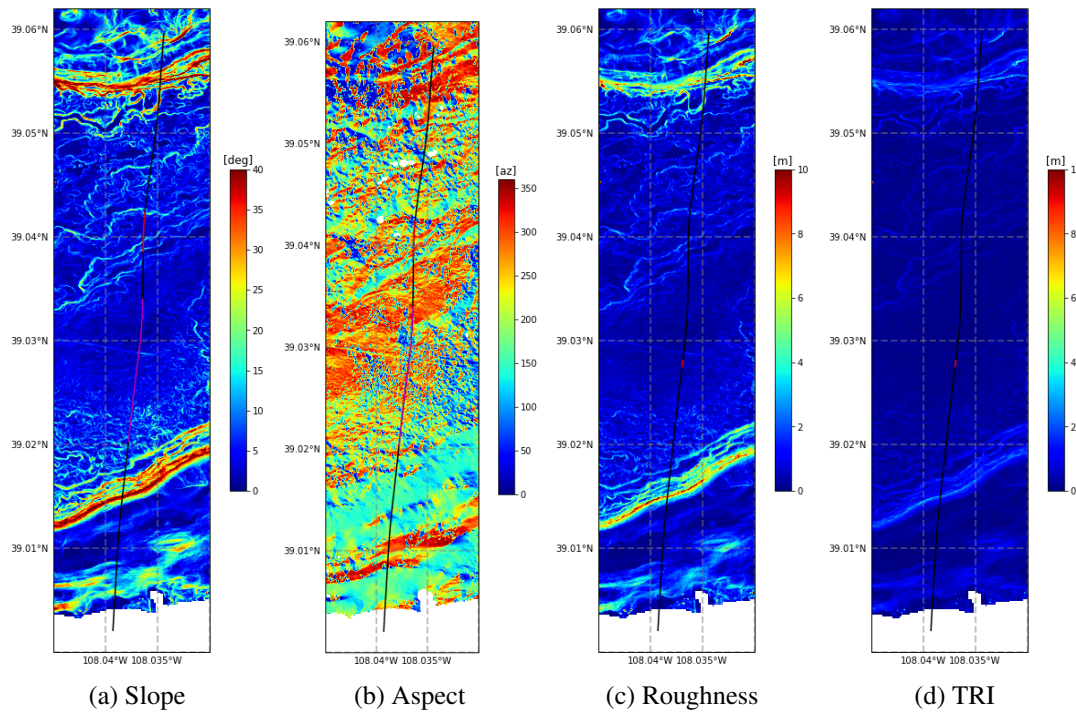 39.06°N
39.05°N
39.04°N
39.03°N
39.02°N
39.01°N
108.04°W 108.035°W
[deg]
40
35
30
25
20
15
10
5
0
(a) Slope
39.06°N
39.05°N
39.04°N
39.03°N
39.02°N
39.01°N
108.04°W 108.035°W
[az]
350
300
250
200
150
100
50
0
(b) Aspect
39.06°N
39.05°N
39.04°N
39.03°N
39.02°N
39.01°N
108.04°W 108.035°W
[m]
10
8
6
4
2
0
(c) Roughness
39.06°N
39.05°N
39.04°N
39.03°N
39.02°N
39.01°N
108.04°W 108.035°W
[m]
8
6
4
2
0
(d) TRI